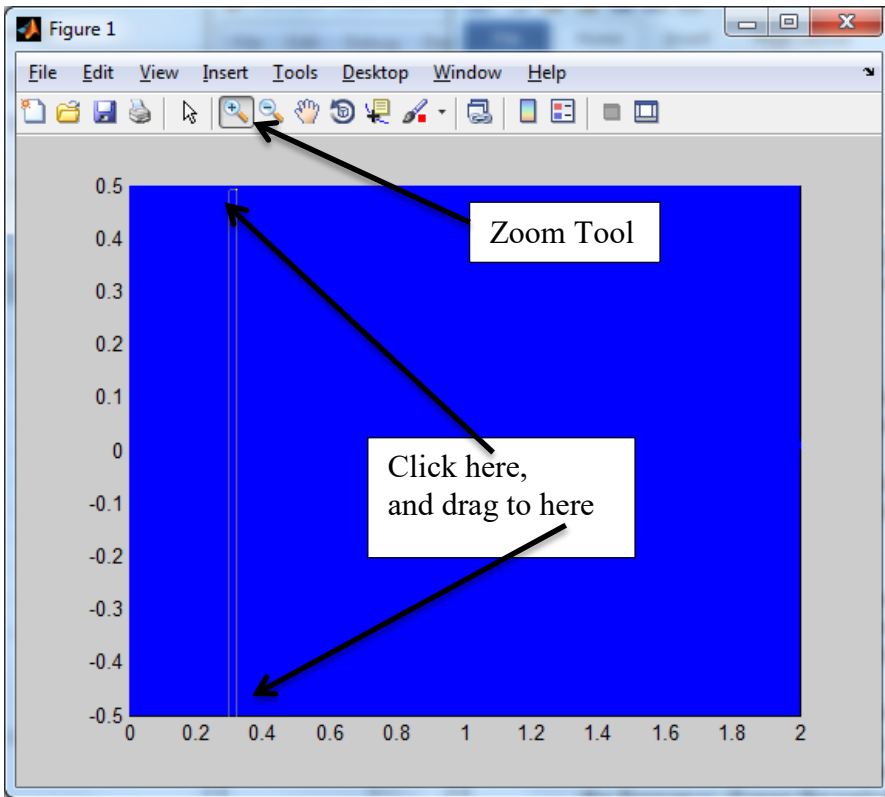 Figure 1
File Edit View Insert Tools Desktop Window Help
Zoom Tool
Click here,
and drag to here
0.5
0.4
0.3
0.2
0.1
0
-0.1
-0.2
-0.3
-0.4
-0.5
0 0.2 0.4 0.6 0.8 1 1.2 1.4 1.6 1.8 2